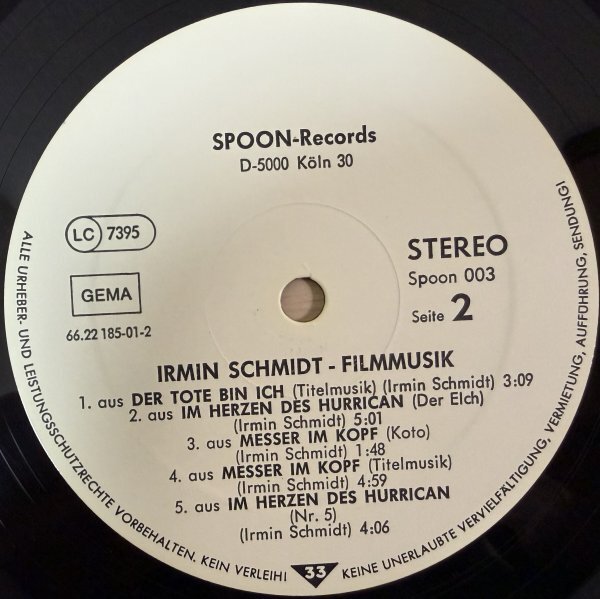 SPOON-Records
D-5000 Köln 30
LC 7395
STEREO
Spoon 003
GEMA
Seite 2
66.22 185-01-2
IRMIN SCHMIDT - FILMMUSIK
1. aus DER TOTE BIN ICH (Titelmusik) (Irmin Schmidt) 3:09
2. aus IM HERZEN DES HURRICAN (Der Elch)
(Irmin Schmidt) 5:01
3. aus MESSER IM KOPF (Koto)
(Irmin Schmidt) 1:48
4. aus MESSER IM KOPF (Titelmusik)
(Irmin Schmidt) 4:59
5. aus IM HERZEN DES HURRICAN
(Nr. 5)
(Irmin Schmidt) 4:06
ALLE URHEBER- UND LEISTUNGSSCHUTZRECHTE VORBEHALTEN. KEIN VERLEIH! 33 KEINE UNERLAUBTE VERVIELFÄLTIGUNG, VERMIETUNG, AUFFÜHRUNG, SENDUNG!